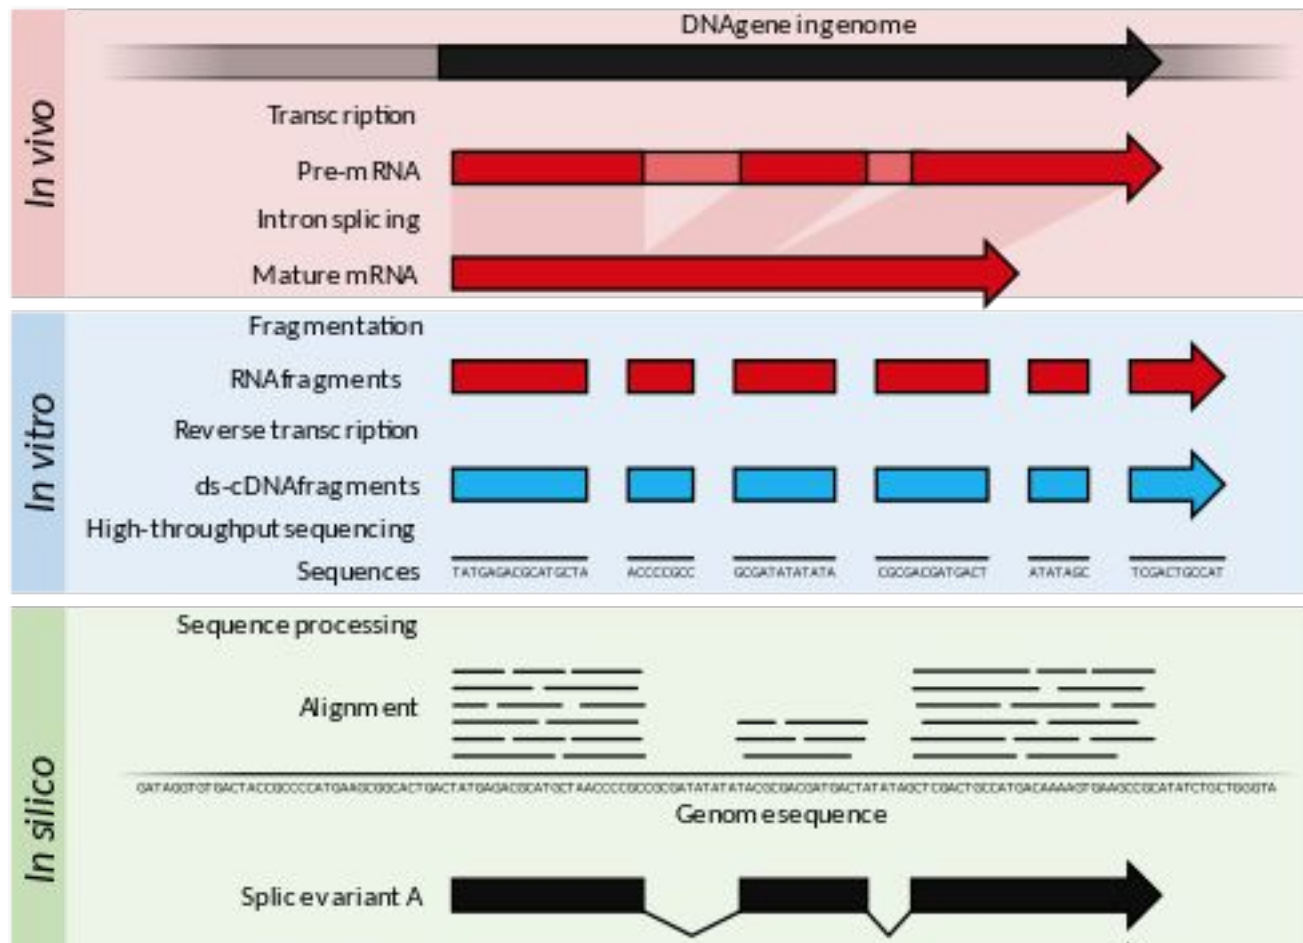 In vivo
DNA gene in genome
Transcription
Pre-mRNA
Intron splicing
Mature mRNA
In vitro
Fragmentation
RNA fragments
Reverse transcription
ds-cDNA fragments
High-throughput sequencing
Sequences TATGAGACGCATGCTA ACCCCGCC GCGATATATATA CGCGACGATGACT ATATAGC TCGACTGCCAT
In silico
Sequence processing
Alignment
Genome sequence
Splice variant A